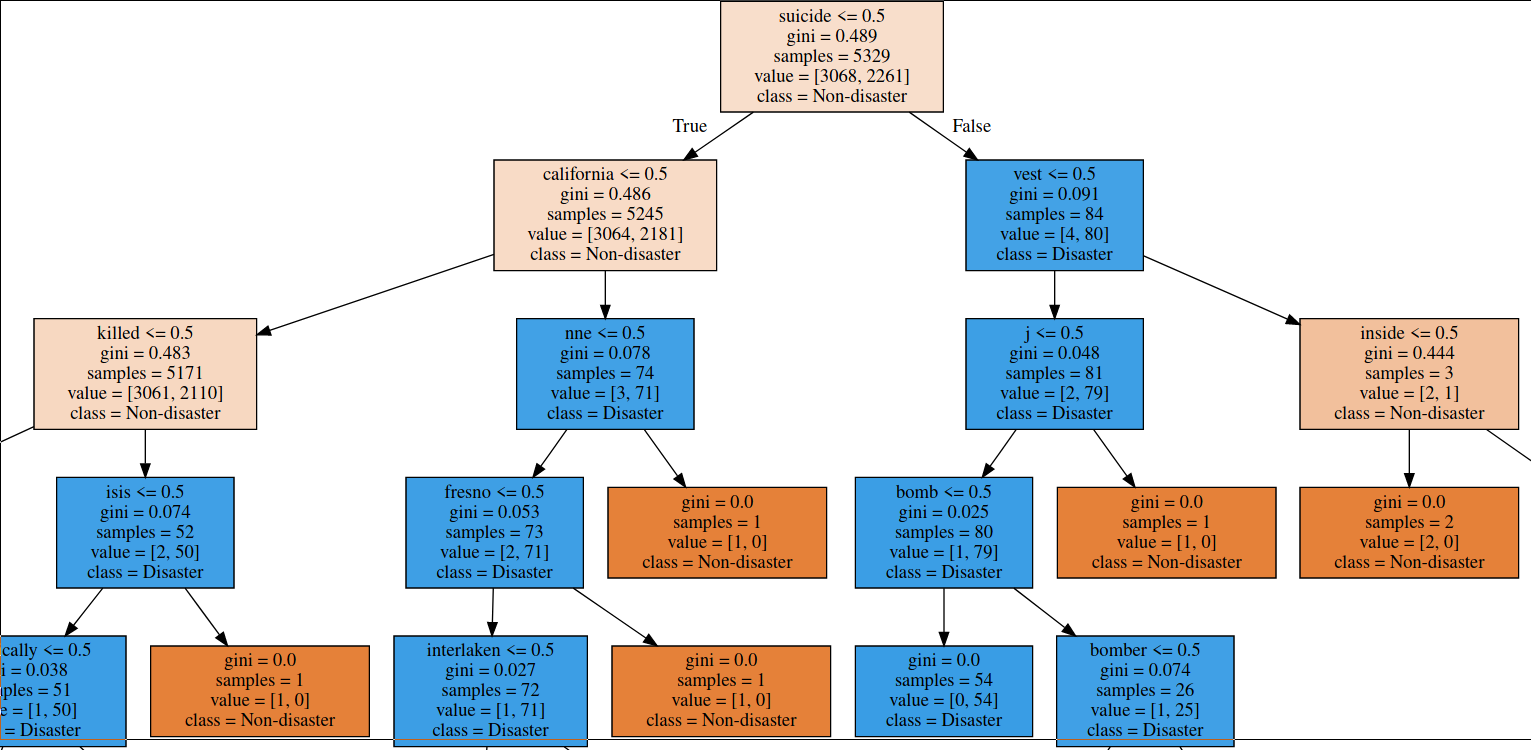 suicide <= 0.5
gini = 0.489
samples = 5329
value = [3068, 2261]
class = Non-disaster
True
False
california <= 0.5
gini = 0.486
samples = 5245
value = [3064, 2181]
class = Non-disaster
vest <= 0.5
gini = 0.091
samples = 84
value = [4, 80]
class = Disaster
killed <= 0.5
gini = 0.483
samples = 5171
value = [3061, 2110]
class = Non-disaster
nne <= 0.5
gini = 0.078
samples = 74
value = [3, 71]
class = Disaster
j <= 0.5
gini = 0.048
samples = 81
value = [2, 79]
class = Disaster
inside <= 0.5
gini = 0.444
samples = 3
value = [2, 1]
class = Non-disaster
isis <= 0.5
gini = 0.074
samples = 52
value = [2, 50]
class = Disaster
fresno <= 0.5
gini = 0.053
samples = 73
value = [2, 71]
class = Disaster
gini = 0.0
samples = 1
value = [1, 0]
class = Non-disaster
bomb <= 0.5
gini = 0.025
samples = 80
value = [1, 79]
class = Disaster
gini = 0.0
samples = 1
value = [1, 0]
class = Non-disaster
gini = 0.0
samples = 2
value = [2, 0]
class = Non-disaster
cally <= 0.5
i = 0.038
ples = 51
e = [1, 50]
= Disaster
gini = 0.0
samples = 1
value = [1, 0]
class = Non-disaster
interlaken <= 0.5
gini = 0.027
samples = 72
value = [1, 71]
class = Disaster
gini = 0.0
samples = 1
value = [1, 0]
class = Non-disaster
gini = 0.0
samples = 54
value = [0, 54]
class = Disaster
bomber <= 0.5
gini = 0.074
samples = 26
value = [1, 25]
class = Disaster